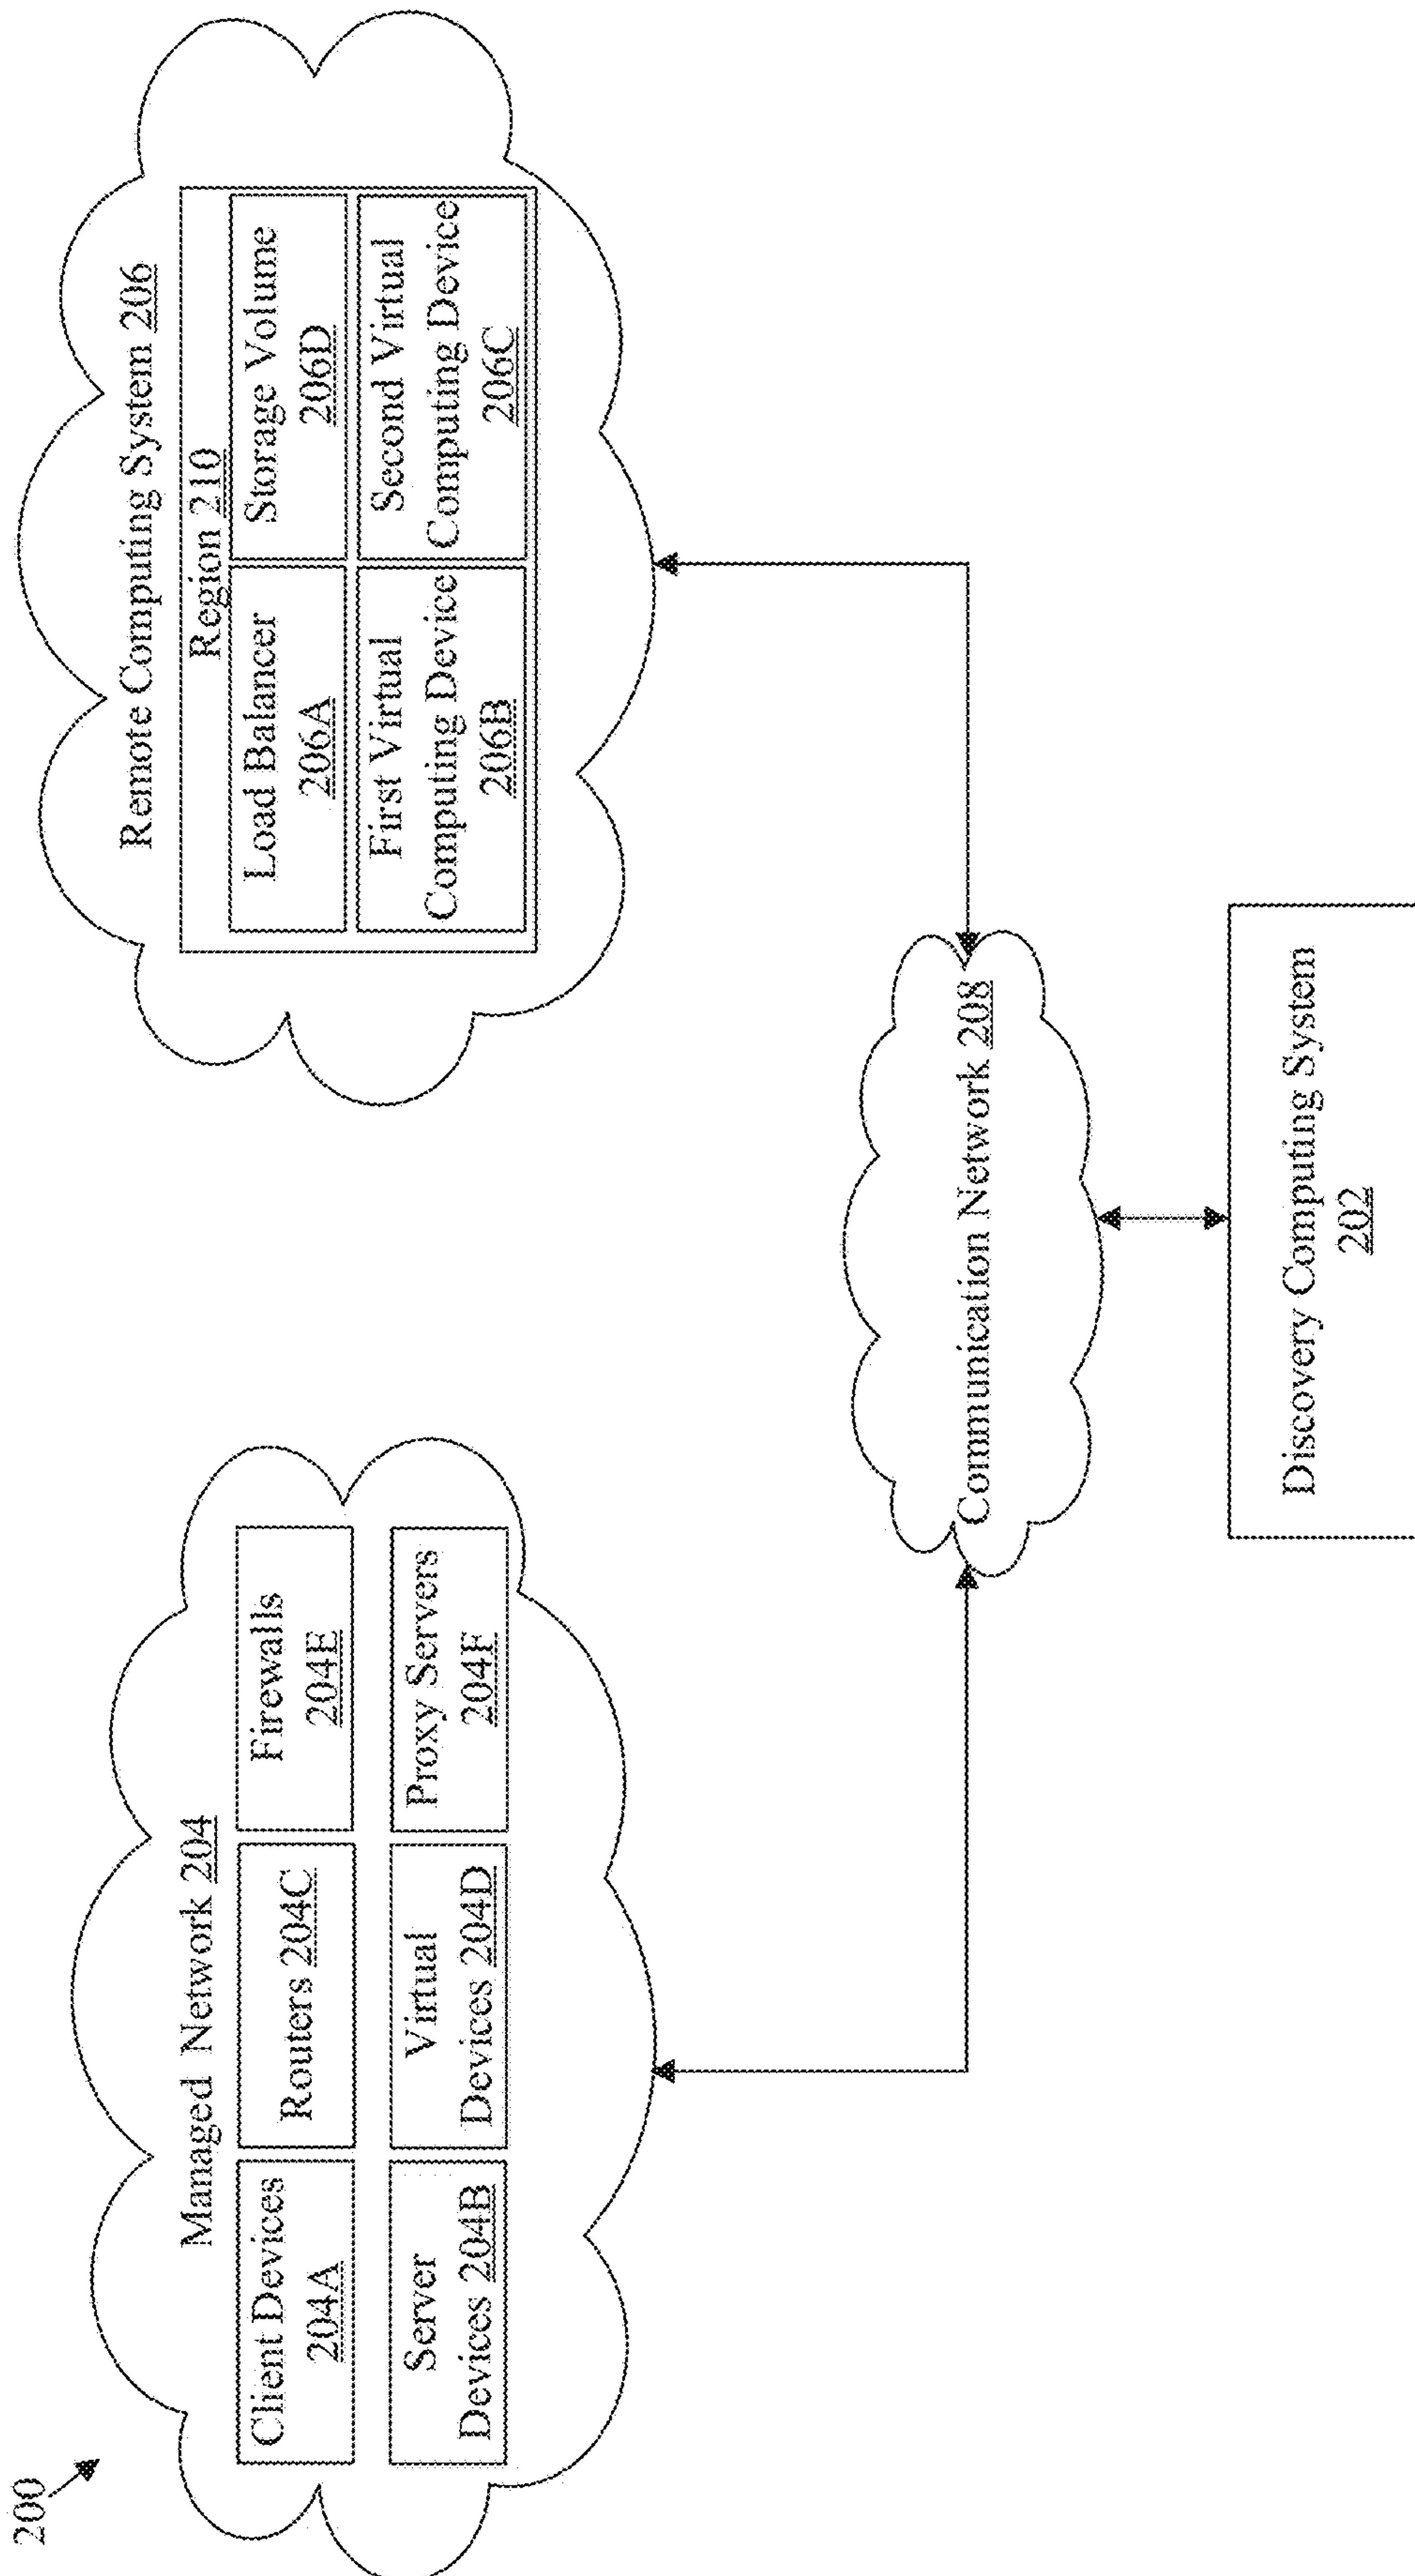 200
Managed Network 204
Client Devices
204A
Routers 204C
Firewalls
204E
Server
Devices 204B
Virtual
Devices 204D
Proxy Servers
204F
Remote Computing System 206
Region 210
Load Balancer
206A
Storage Volume
206D
First Virtual
Computing Device
206B
Second Virtual
Computing Device
206C
Communication Network 208
Discovery Computing System
202